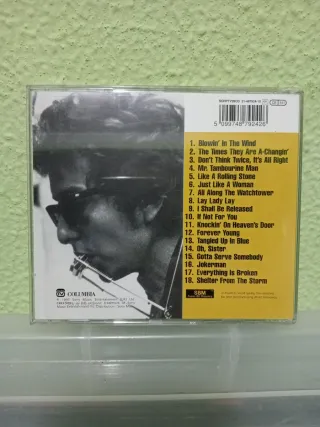 5 099748 790426
1. Blowin' In The Wind
2. The Times They Are A-Changin'
3. Don't Think Twice, It's All Right
4. Mr. Tambourine Man
5. Like A Rolling Stone
6. Just Like A Woman
7. All Along The Watchtower
8. Lay Lady Lay
9. I Shall Be Released
10. If Not For You
11. Knockin' On Heaven's Door
12. Forever Young
13. Tangled Up In Blue
14. Oh, Sister
15. Gotta Serve Somebody
16. Jokerman
17. Everything Is Broken
18. Shelter From The Storm
COLUMBIA
SBM